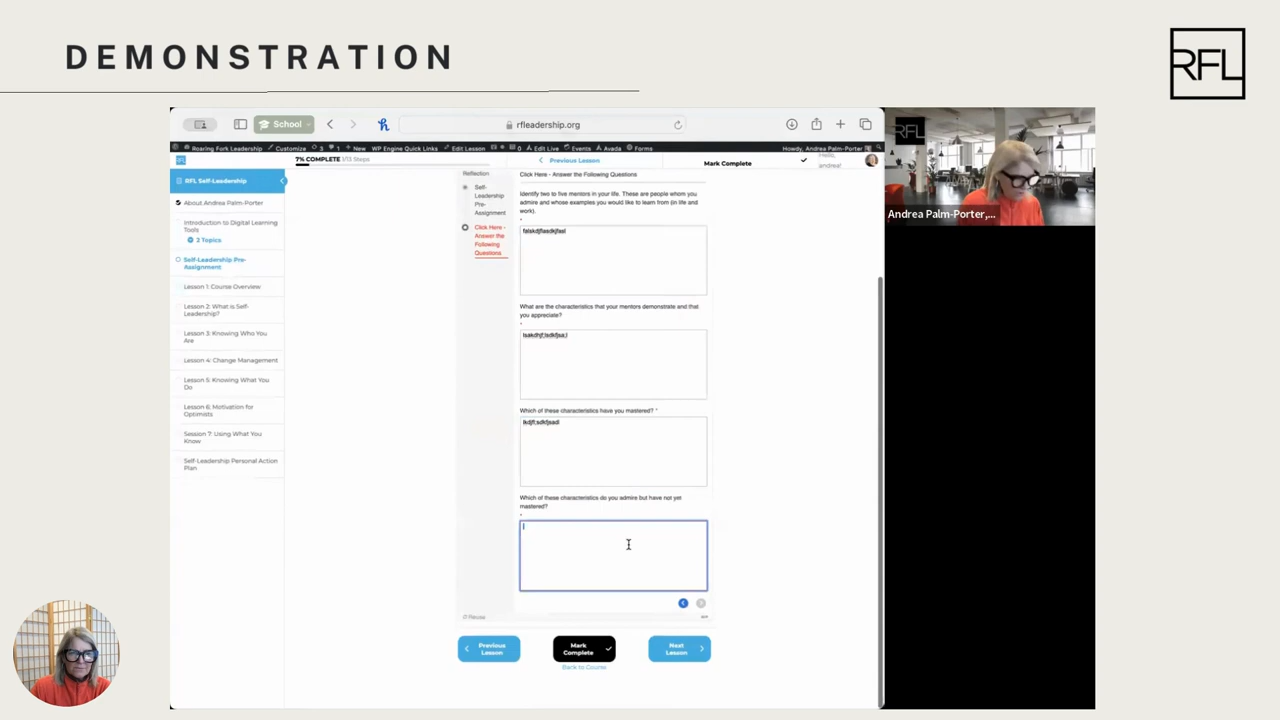 DEMONSTRATION
RFL
School
rfleadership.org
Roaring Fork Leadership
Customize
3
1
New
WP Engine Quick Links
0
Edit Live
Events
Avada
Forms
Edit Lesson
Howdy, Andrea Palm-Porter
7% COMPLETE 1/13 Steps
Previous Lesson
Mark Complete
Hello,
andrea!
RFL Self-Leadership
About Andrea Palm-Porter
Introduction to Digital Learning
Tools
2 Topics
Self-Leadership Pre-
Assignment
Lesson 1: Course Overview
Lesson 2: What is Self-
Leadership?
Lesson 3: Knowing Who You
Are
Lesson 4: Change Management
Lesson 5: Knowing What You
Do
Lesson 6: Motivation for
Optimists
Session 7: Using What You
Know
Self-Leadership Personal Action
Plan
Reflection
Self-
Leadership
Pre-
Assignment
Click Here -
Answer the
Following
Questions
Click Here - Answer the Following Questions
Identify two to five mentors in your life. These are people whom you
admire and whose examples you would like to learn from (in life and
work).
*
What are the characteristics that your mentors demonstrate and that
you appreciate?
*
Which of these characteristics have you mastered? *
Which of these characteristics do you admire but have not yet
mastered?
*
Previous
Lesson
Mark
Complete
Next
Lesson
Back to Course
RFL
Andrea Palm-Porter,...